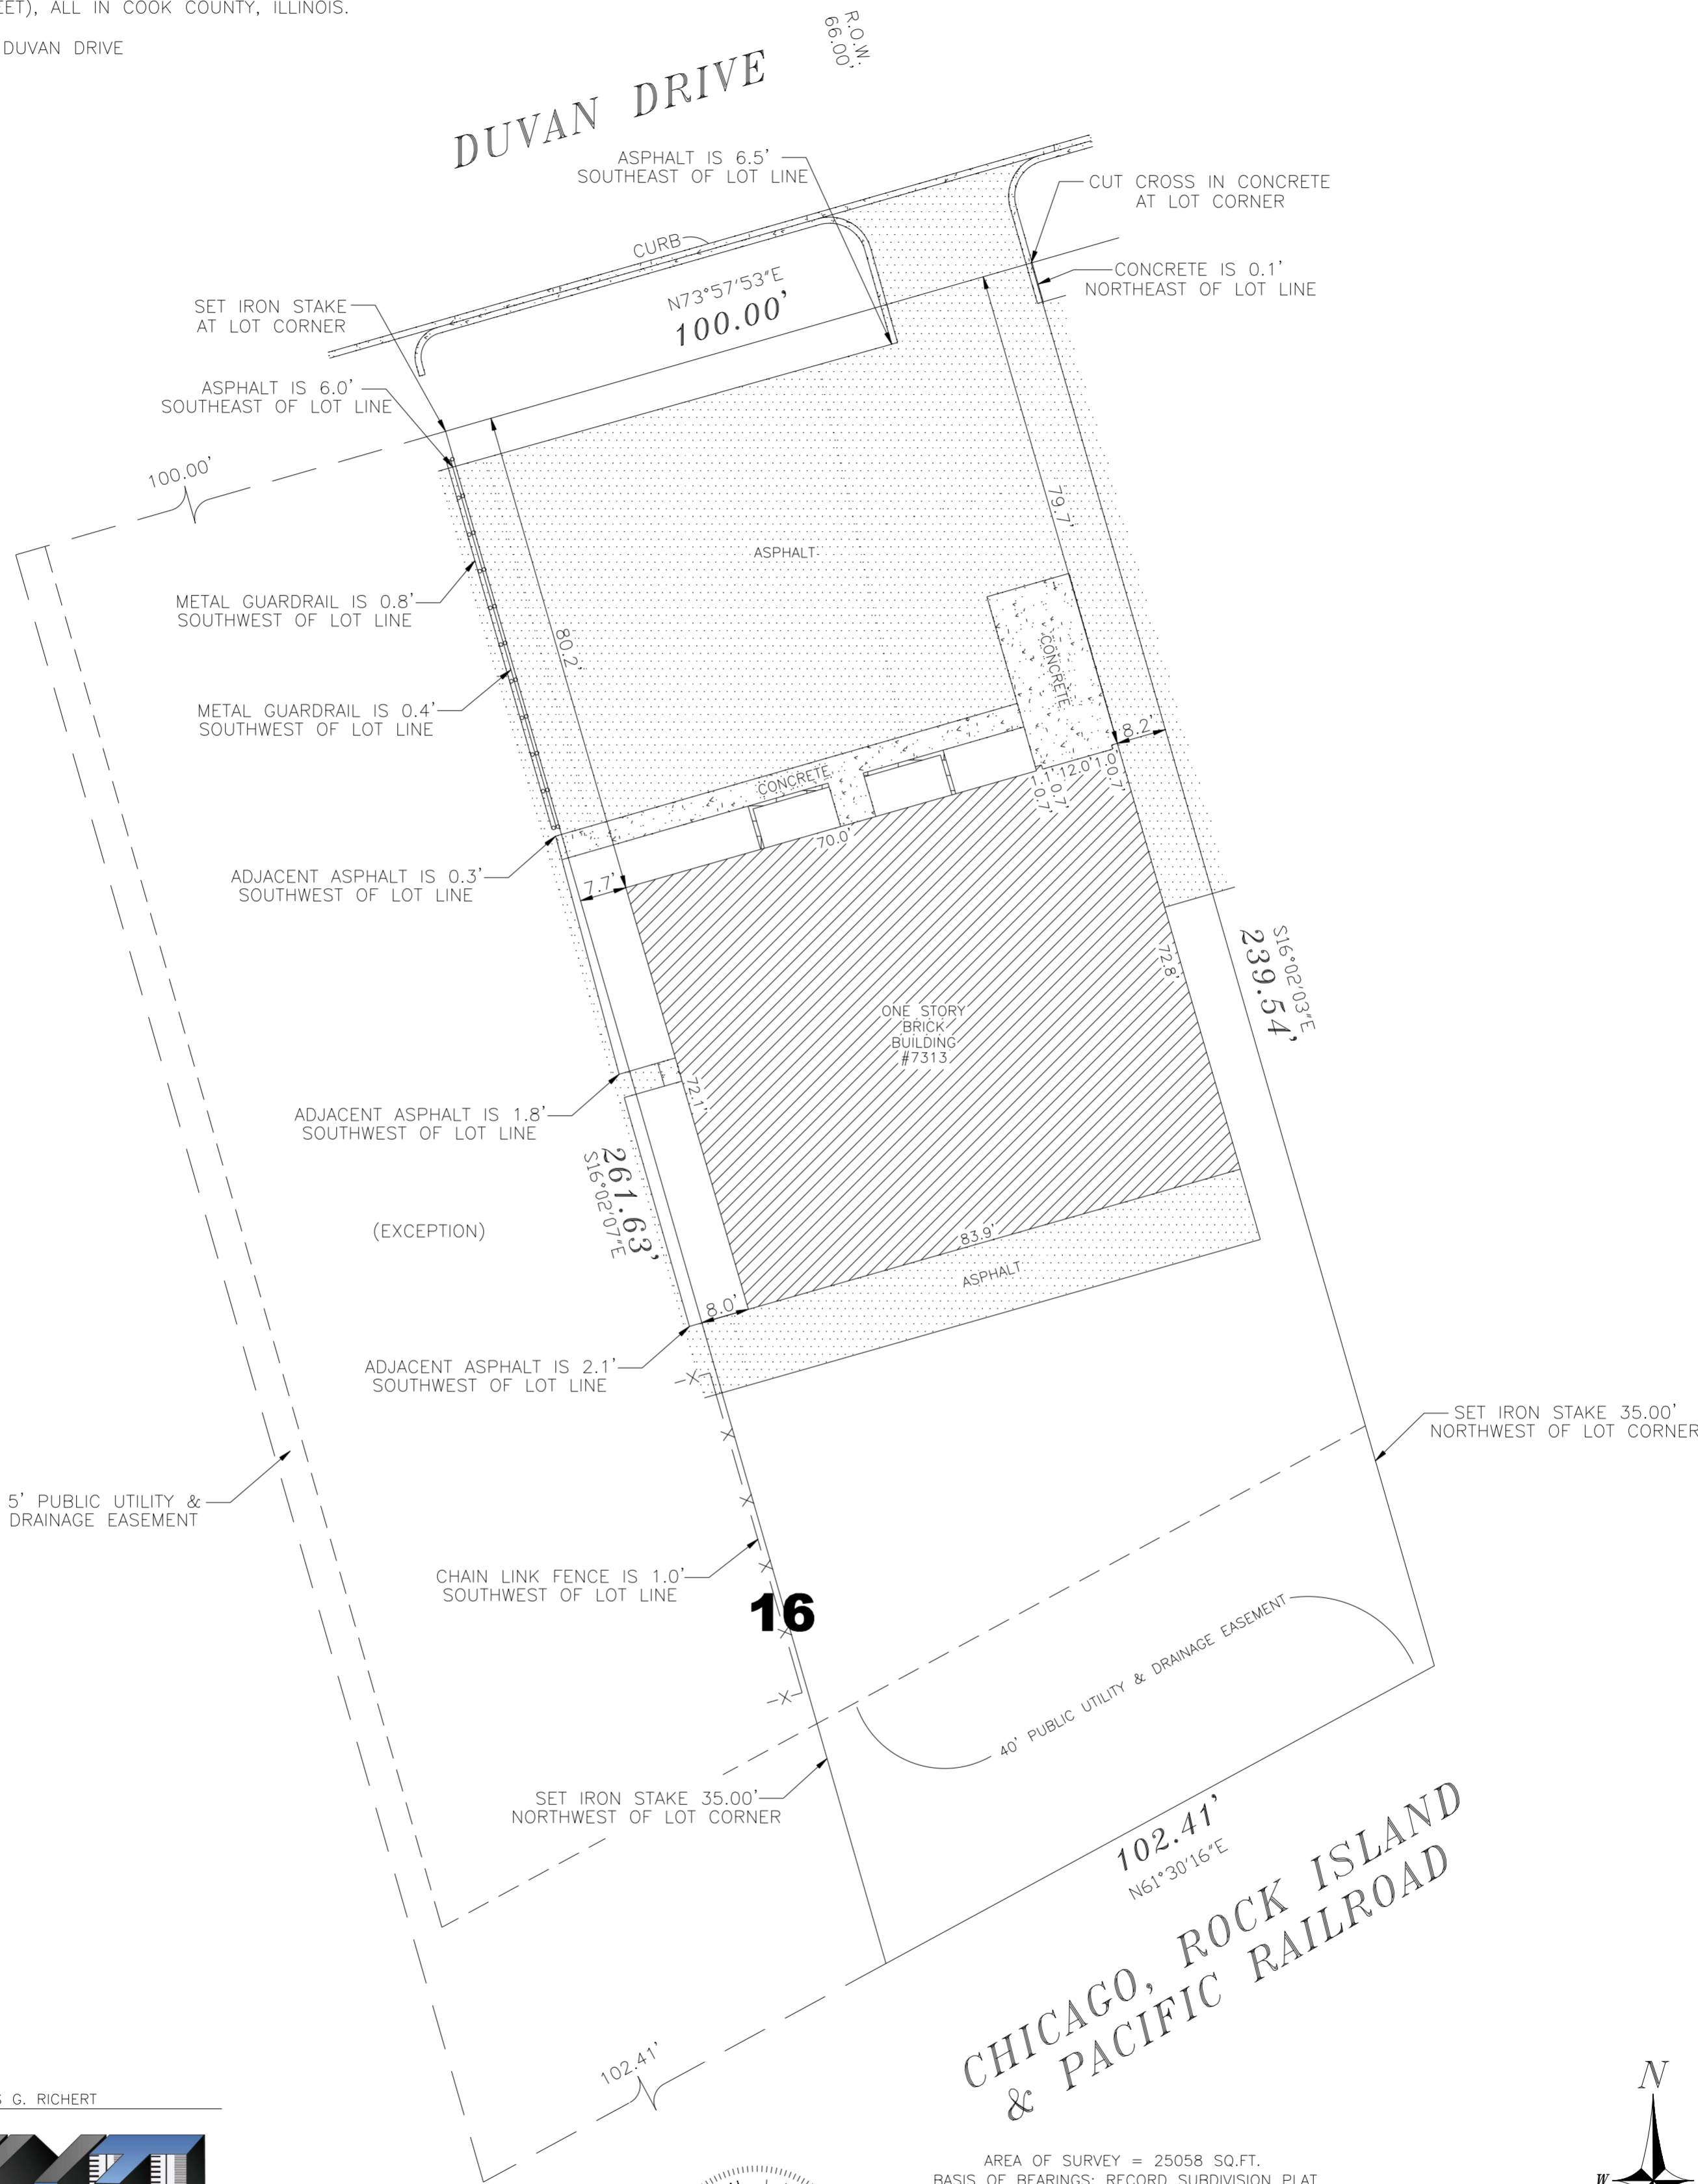 EET), ALL IN COOK COUNTY, ILLINOIS.
DUVAN DRIVE
R.O.W.
66.00'
DUVAN DRIVE
ASPHALT IS 6.5'
SOUTHEAST OF LOT LINE
CUT CROSS IN CONCRETE
AT LOT CORNER
CURB
CONCRETE IS 0.1'
NORTHEAST OF LOT LINE
N73°57'53"E
100.00'
SET IRON STAKE
AT LOT CORNER
ASPHALT IS 6.0'
SOUTHEAST OF LOT LINE
100.00'
79.7'
ASPHALT
METAL GUARDRAIL IS 0.8'
SOUTHWEST OF LOT LINE
80.2'
CONCRETE
METAL GUARDRAIL IS 0.4'
SOUTHWEST OF LOT LINE
8.2'
CONCRETE
1.1'
12.0'
1.0'
0.7'
0.7'
0.7'
70.0'
ADJACENT ASPHALT IS 0.3'
SOUTHWEST OF LOT LINE
7.7'
S16°02'03"E
239.54'
72.8'
ONE STORY
BRICK
BUILDING
#7313
72.1'
ADJACENT ASPHALT IS 1.8'
SOUTHWEST OF LOT LINE
261.63'
S16°02'07"E
(EXCEPTION)
83.9'
ASPHALT
8.0'
ADJACENT ASPHALT IS 2.1'
SOUTHWEST OF LOT LINE
SET IRON STAKE 35.00'
NORTHWEST OF LOT CORNER
5' PUBLIC UTILITY &
DRAINAGE EASEMENT
CHAIN LINK FENCE IS 1.0'
SOUTHWEST OF LOT LINE
16
40' PUBLIC UTILITY & DRAINAGE EASEMENT
SET IRON STAKE 35.00'
NORTHWEST OF LOT CORNER
102.41'
N61°30'16"E
CHICAGO, ROCK ISLAND
& PACIFIC RAILROAD
102.41'
G. RICHERT
N
W
AREA OF SURVEY = 25058 SQ.FT.
BASIS OF BEARINGS: RECORD SUBDIVISION PLAT